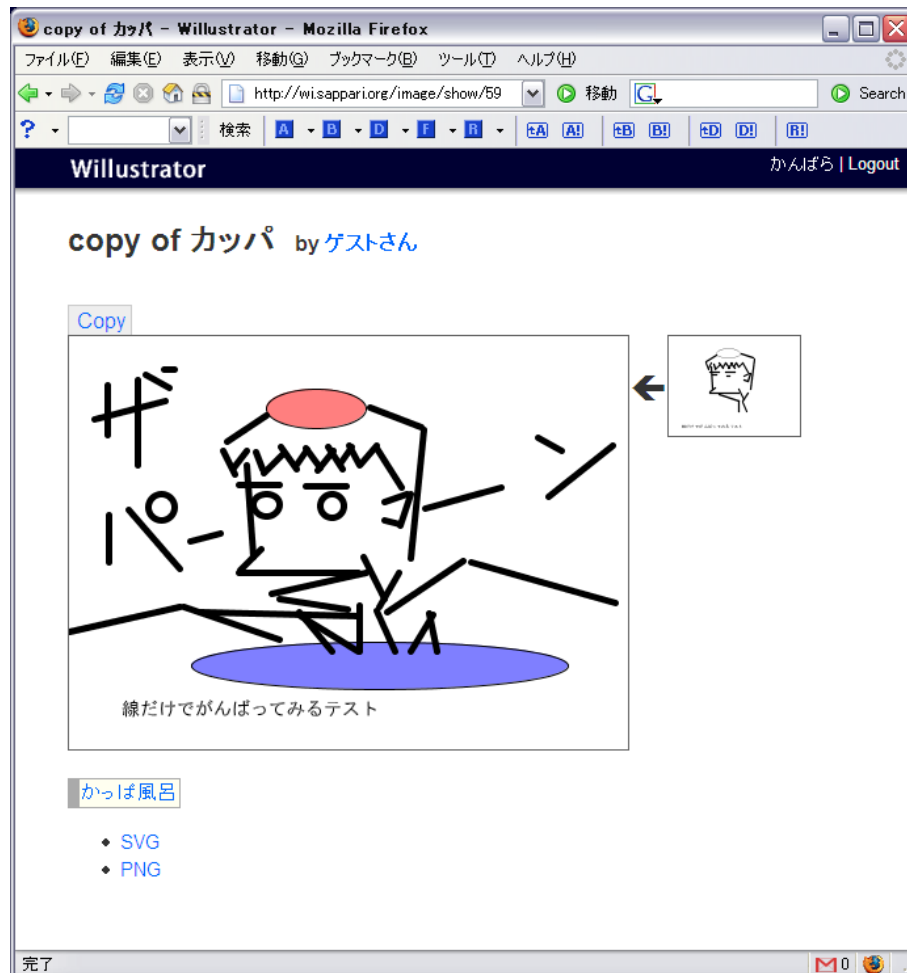 copy of カッパ - Willustrator - Mozilla Firefox
ファイル(F) 編集(E) 表示(V) 移動(G) ブックマーク(B) ツール(T) ヘルプ(H)
http://wi.sappari.org/image/show/59 移動 G Search
? 検索 A B D F R tA A! tB B! tD D! R!
Willustrator かんばら | Logout
copy of カッパ by ゲストさん
Copy
ザ
パーン
線だけでがんばってみるテスト
かっぱ風呂
SVG
PNG
完了 M 0